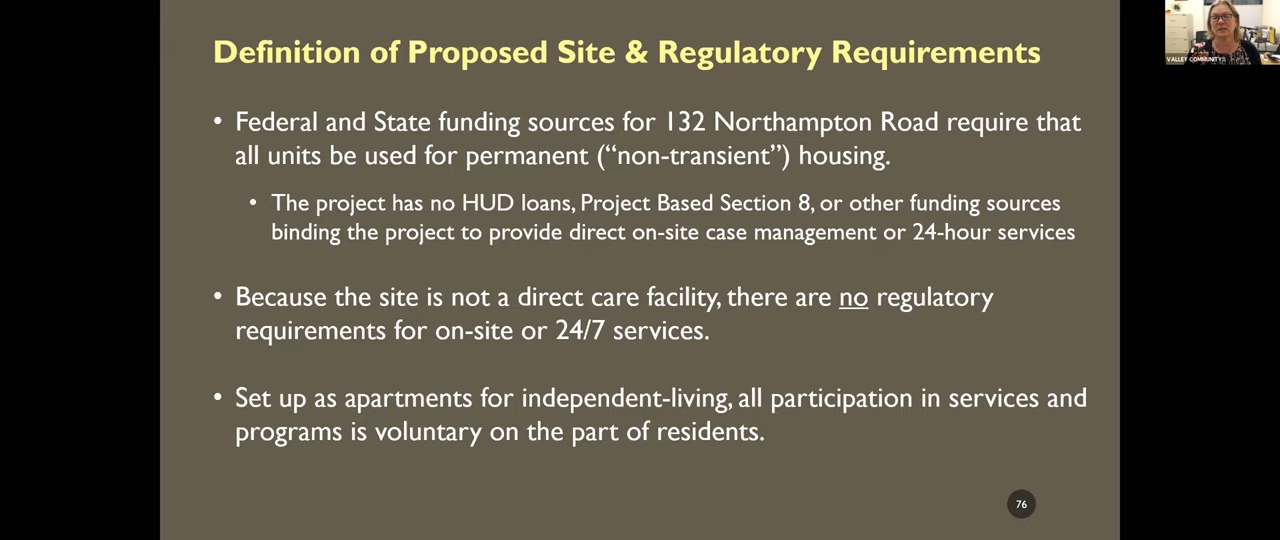 Definition of Proposed Site & Regulatory Requirements
• Federal and State funding sources for 132 Northampton Road require that
all units be used for permanent (“non-transient”) housing.
• The project has no HUD loans, Project Based Section 8, or other funding sources
binding the project to provide direct on-site case management or 24-hour services
• Because the site is not a direct care facility, there are no regulatory
requirements for on-site or 24/7 services.
• Set up as apartments for independent-living, all participation in services and
programs is voluntary on the part of residents.
76
VALLEY COMMUNITY